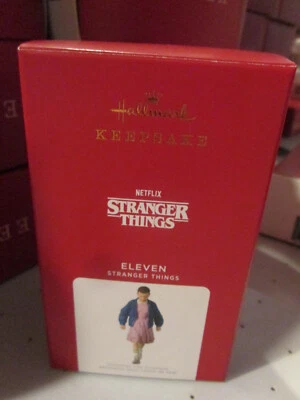 Hallmark
KEEPSAKE
NETFLIX
STRANGER
THINGS
ELEVEN
STRANGER THINGS